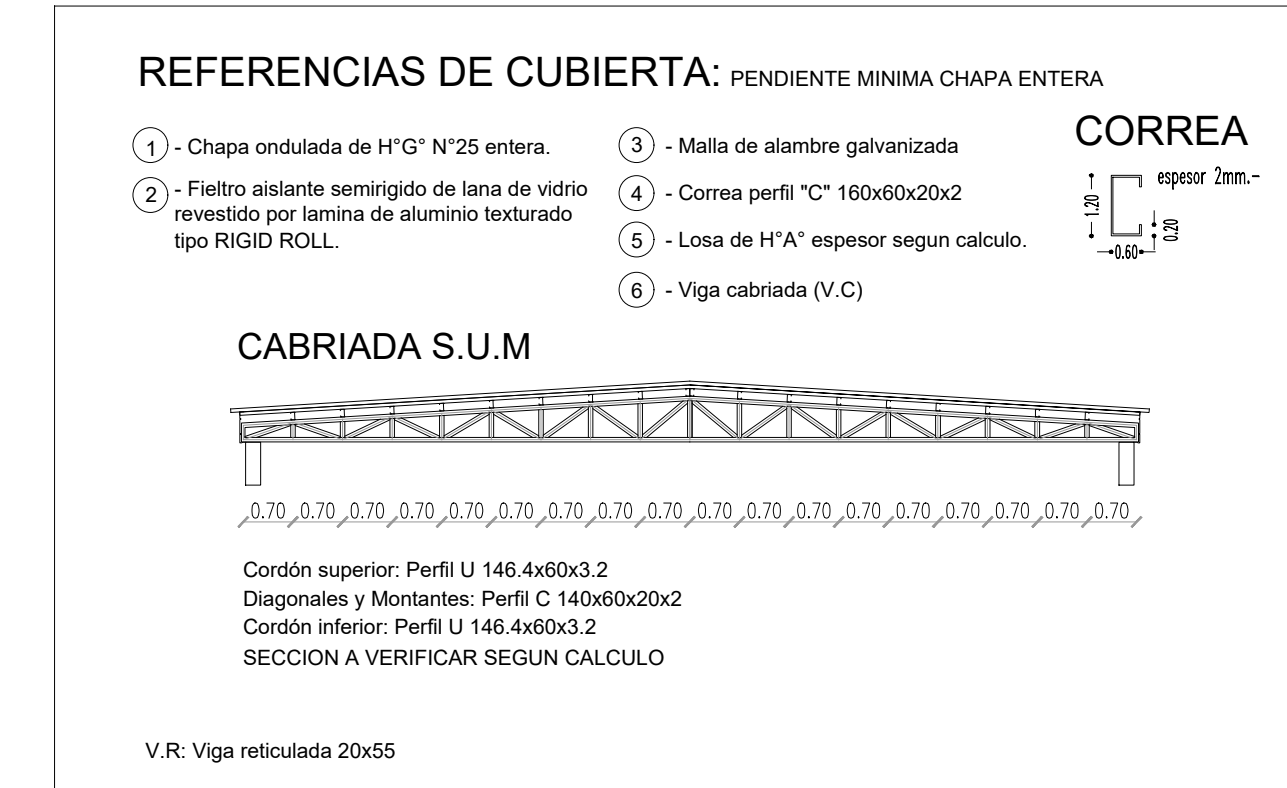 REFERENCIAS DE CUBIERTA: PENDIENTE MINIMA CHAPA ENTERA
1 - Chapa ondulada de H°G° N°25 entera.
2 - Fieltro aislante semirigido de lana de vidrio
revestido por lamina de aluminio texturado
tipo RIGID ROLL.
3 - Malla de alambre galvanizada
4 - Correa perfil "C" 160x60x20x2
5 - Losa de H°A° espesor segun calculo.
6 - Viga cabriada (V.C)
CORREA
espesor 2mm.-
1.20
0.20
0.60
CABRIADA S.U.M
0.70 0.70 0.70 0.70 0.70 0.70 0.70 0.70 0.70 0.70 0.70 0.70 0.70 0.70 0.70 0.70 0.70 0.70
Cordón superior: Perfil U 146.4x60x3.2
Diagonales y Montantes: Perfil C 140x60x20x2
Cordón inferior: Perfil U 146.4x60x3.2
SECCION A VERIFICAR SEGUN CALCULO
V.R: Viga reticulada 20x55